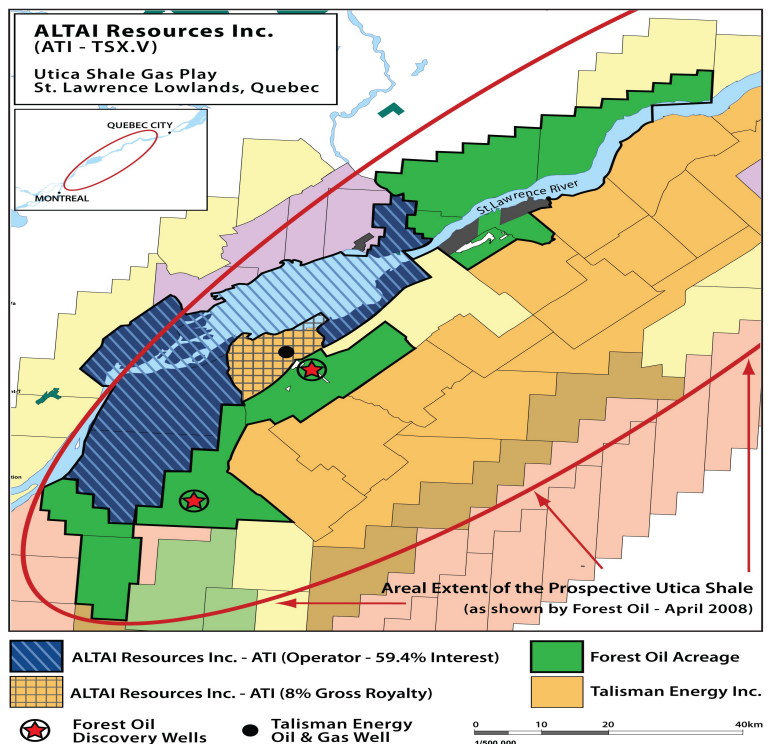 ALTAI Resources Inc.
(ATI - TSX.V)
Utica Shale Gas Play
St. Lawrence Lowlands, Quebec
QUEBEC CITY
MONTREAL
St. Lawrence River
Areal Extent of the Prospective Utica Shale
(as shown by Forest Oil - April 2008)
ALTAI Resources Inc. - ATI (Operator - 59.4% Interest)
Forest Oil Acreage
ALTAI Resources Inc. - ATI (8% Gross Royalty)
Talisman Energy Inc.
Forest Oil
Discovery Wells
Talisman Energy
Oil & Gas Well
0 10 20 40km
1/500,000